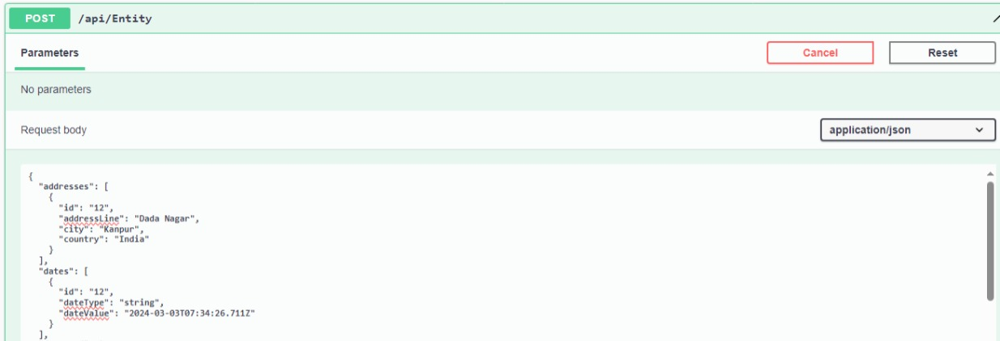 POST /api/Entity
Parameters
Cancel
Reset
No parameters
Request body
application/json
{
"addresses": [
{
"id": "12",
"addressLine": "Dada Nagar",
"city": "Kanpur",
"country": "India"
}
],
"dates": [
{
"id": "12",
"dateType": "string",
"dateValue": "2024-03-03T07:34:26.711Z"
}
],